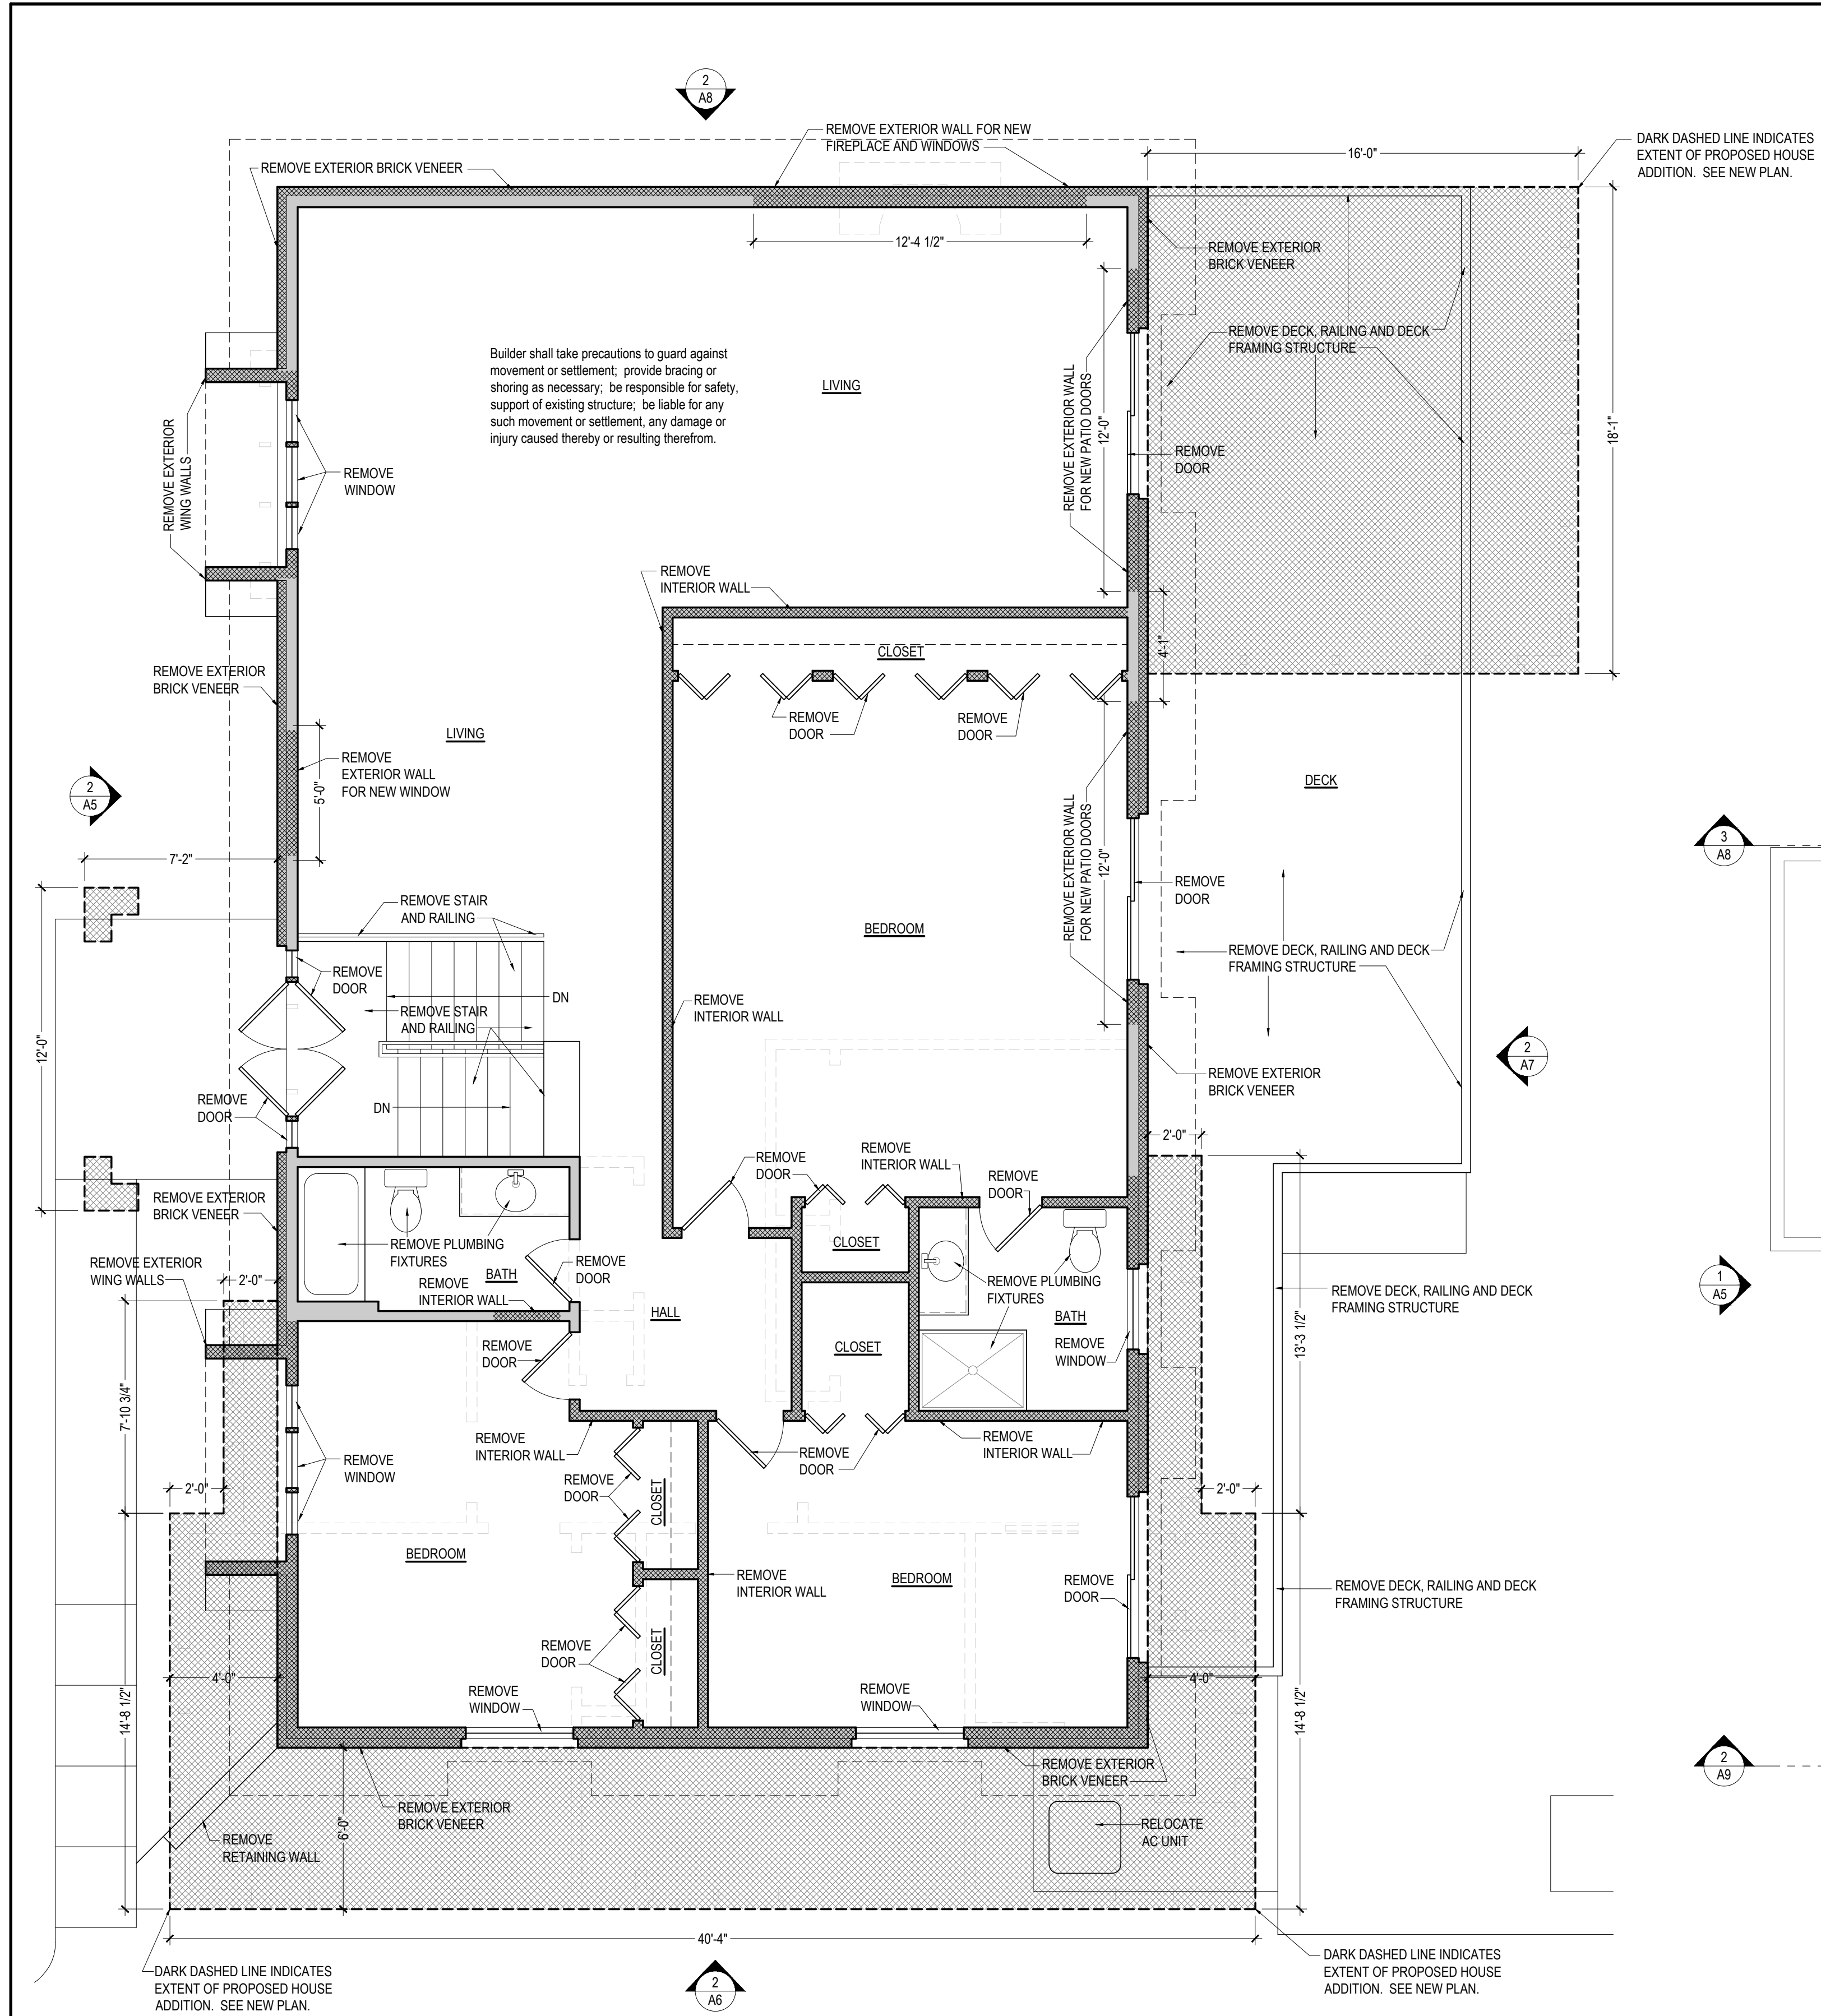 2
A8
REMOVE EXTERIOR WALL FOR NEW
FIREPLACE AND WINDOWS
DARK DASHED LINE INDICATES
EXTENT OF PROPOSED HOUSE
ADDITION.  SEE NEW PLAN.
16'-0"
REMOVE EXTERIOR BRICK VENEER
12'-4 1/2"
REMOVE EXTERIOR
BRICK VENEER
REMOVE DECK, RAILING AND DECK
FRAMING STRUCTURE
Builder shall take precautions to guard against
movement or settlement;  provide bracing or
shoring as necessary;  be responsible for safety,
support of existing structure;  be liable for any
such movement or settlement, any damage or
injury caused thereby or resulting therefrom.
LIVING
REMOVE EXTERIOR WALL
FOR NEW PATIO DOORS
12'-0"
18'-1"
REMOVE
DOOR
REMOVE EXTERIOR
WING WALLS
REMOVE
WINDOW
REMOVE
INTERIOR WALL
CLOSET
4'-1"
REMOVE EXTERIOR
BRICK VENEER
REMOVE
DOOR
REMOVE
DOOR
LIVING
REMOVE
EXTERIOR WALL
FOR NEW WINDOW
5'-0"
2
A5
DECK
7'-2"
REMOVE EXTERIOR WALL
FOR NEW PATIO DOORS
12'-0"
3
A8
REMOVE
DOOR
REMOVE STAIR
AND RAILING
BEDROOM
REMOVE DECK, RAILING AND DECK
FRAMING STRUCTURE
REMOVE
DOOR
DN
REMOVE STAIR
AND RAILING
REMOVE
INTERIOR WALL
12'-0"
2
A7
REMOVE EXTERIOR
BRICK VENEER
REMOVE
DOOR
DN
2'-0"
REMOVE
DOOR
REMOVE
INTERIOR WALL
REMOVE
DOOR
REMOVE EXTERIOR
BRICK VENEER
REMOVE PLUMBING
FIXTURES
BATH
REMOVE
DOOR
CLOSET
REMOVE EXTERIOR
WING WALLS
2'-0"
REMOVE
INTERIOR WALL
REMOVE PLUMBING
FIXTURES
1
A5
REMOVE DECK, RAILING AND DECK
FRAMING STRUCTURE
HALL
BATH
13'-3 1/2"
REMOVE
DOOR
CLOSET
REMOVE
WINDOW
7'-10 3/4"
REMOVE
INTERIOR WALL
REMOVE
DOOR
REMOVE
INTERIOR WALL
REMOVE
WINDOW
REMOVE
DOOR
CLOSET
2'-0"
2'-0"
BEDROOM
REMOVE
INTERIOR WALL
BEDROOM
REMOVE
DOOR
REMOVE DECK, RAILING AND DECK
FRAMING STRUCTURE
REMOVE
DOOR
CLOSET
4'-0"
4'-0"
14'-8 1/2"
REMOVE
WINDOW
REMOVE
WINDOW
14'-8 1/2"
REMOVE EXTERIOR
BRICK VENEER
2
A9
REMOVE EXTERIOR
BRICK VENEER
6'-0"
REMOVE
RETAINING WALL
RELOCATE
AC UNIT
40'-4"
DARK DASHED LINE INDICATES
EXTENT OF PROPOSED HOUSE
ADDITION.  SEE NEW PLAN.
2
A6
DARK DASHED LINE INDICATES
EXTENT OF PROPOSED HOUSE
ADDITION.  SEE NEW PLAN.